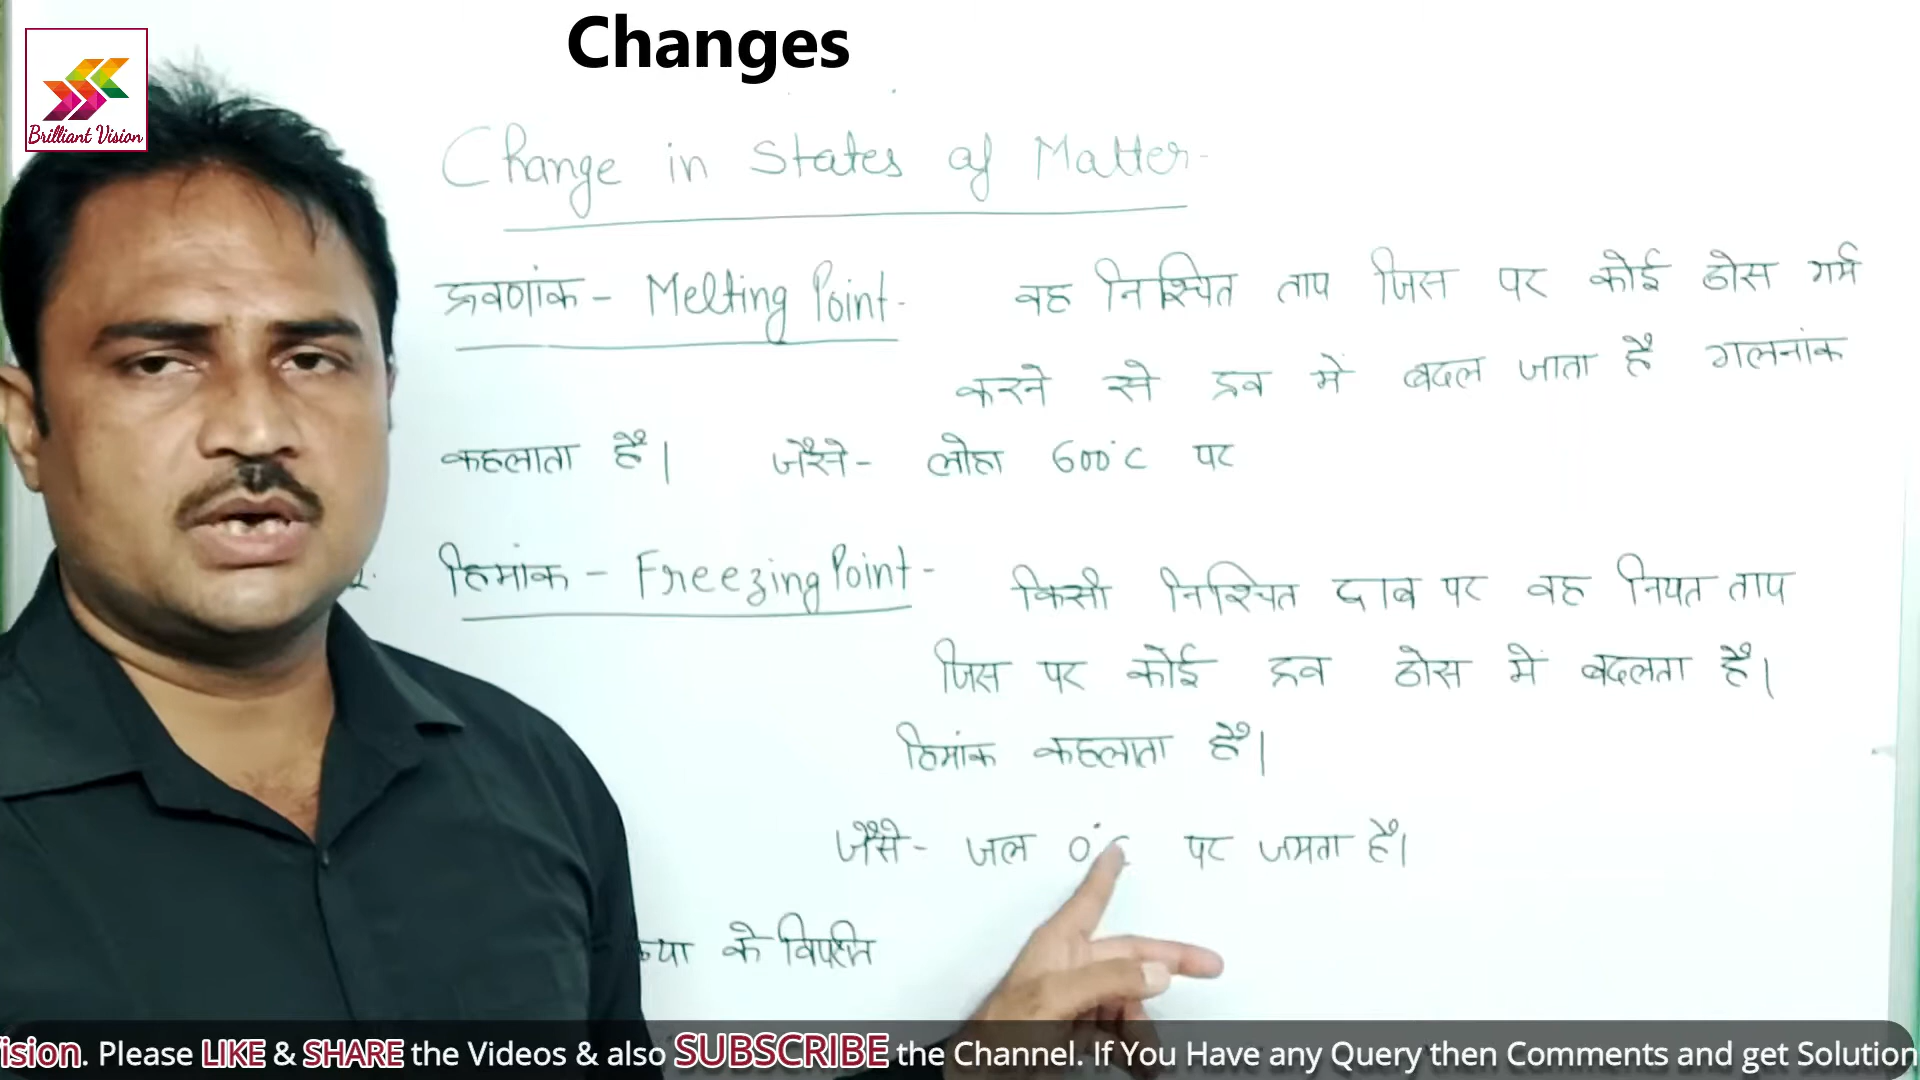 Changes
Brilliant Vision
Change in States of Matter-
द्रवणांक - Melting Point- वह निश्चित ताप जिस पर कोई ठोस गर्म
करने से द्रव में बदल जाता है गलनांक
कहलाता है। जैसे- लोहा 600°C पर
हिमांक - Freezing Point- किसी निश्चित दाब पर वह नियत ताप
जिस पर कोई द्रव ठोस में बदलता है।
हिमांक कहलाता है।
जैसे- जल 0°C पर जमता है।
के विपरीत
ision. Please LIKE & SHARE the Videos & also SUBSCRIBE the Channel. If You Have any Query then Comments and get Solution